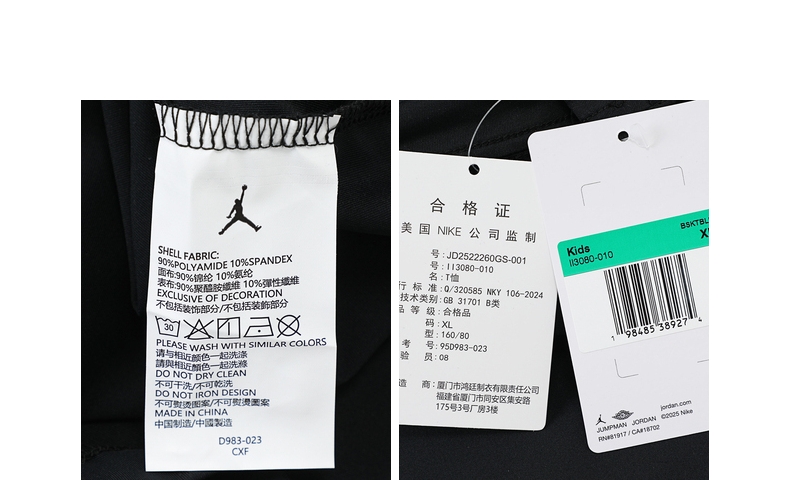 SHELL FABRIC:
90%POLYAMIDE 10%SPANDEX
面布:90%锦纶 10%氨纶
表布:90%聚醯胺纖維 10%彈性纖維
EXCLUSIVE OF DECORATION
不包括装饰部分/不包括裝飾部分
30
PLEASE WASH WITH SIMILAR COLORS
请与相近颜色一起洗涤
請與相近顏色一起洗滌
DO NOT DRY CLEAN
不可干洗/不可乾洗
DO NOT IRON DESIGN
不可熨烫图案/不可熨燙圖案
MADE IN CHINA
中国制造/中國製造
D983-023
CXF
合格证
美国 NIKE 公司监制
号:JD2522260GS-001
号:II3080-010
名:T恤
行标准:Q/320585 NKY 106-2024
技术类别:GB 31701 B类
品等级:合格品
码:XL
型:160/80
考号:95D983-023
验员:08
造商:厦门市鸿廷制衣有限责任公司
福建省厦门市同安区集安路
175号3号厂房3楼
BSKTBL
X
Kids
II3080-010
1 98485 38927 4
JUMPMAN JORDAN
jordan.com
©2025 Nike
RN#81917 / CA#18702